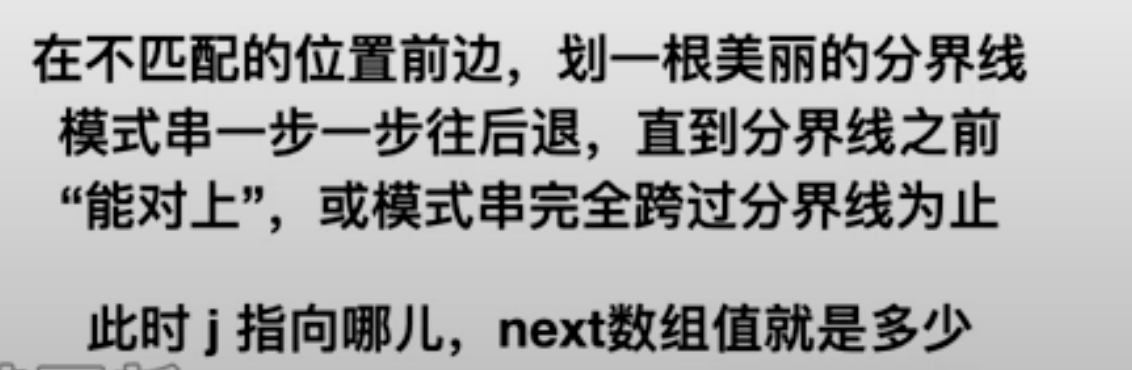 在不匹配的位置前边，划一根美丽的分界线
模式串一步一步往后退，直到分界线之前
“能对上”，或模式串完全跨过分界线为止
此时 j 指向哪儿，next数组值就是多少